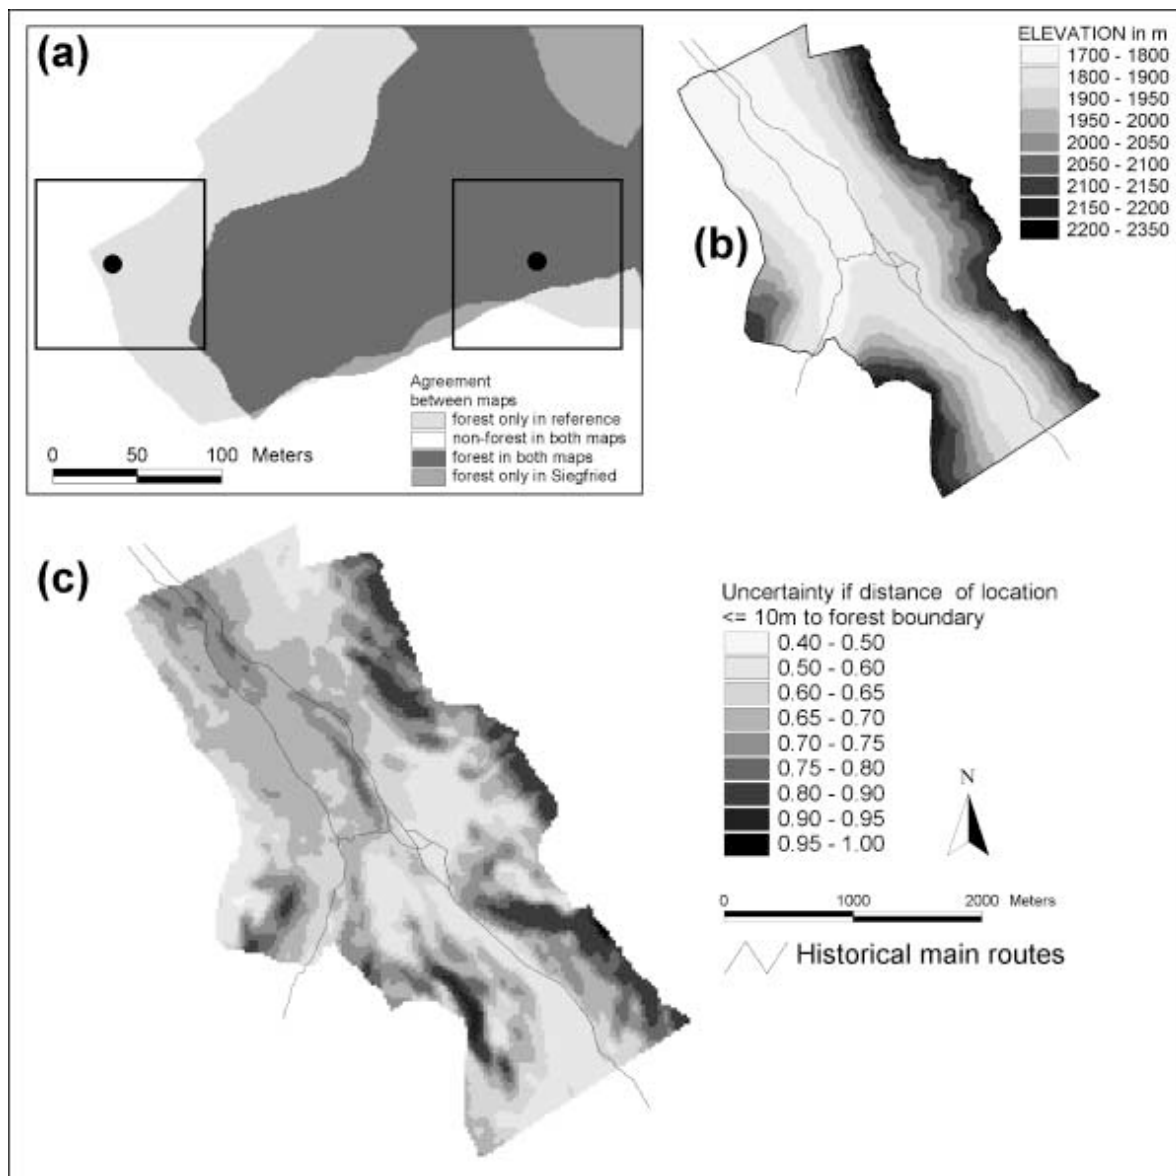 (a)
Agreement
between maps
forest only in reference
non-forest in both maps
forest in both maps
forest only in Siegfried
0 50 100 Meters
(b)
ELEVATION in m
1700 - 1800
1800 - 1900
1900 - 1950
1950 - 2000
2000 - 2050
2050 - 2100
2100 - 2150
2150 - 2200
2200 - 2350
(c)
Uncertainty if distance of location
<= 10m to forest boundary
0.40 - 0.50
0.50 - 0.60
0.60 - 0.65
0.65 - 0.70
0.70 - 0.75
0.75 - 0.80
0.80 - 0.90
0.90 - 0.95
0.95 - 1.00
N
0 1000 2000 Meters
Historical main routes